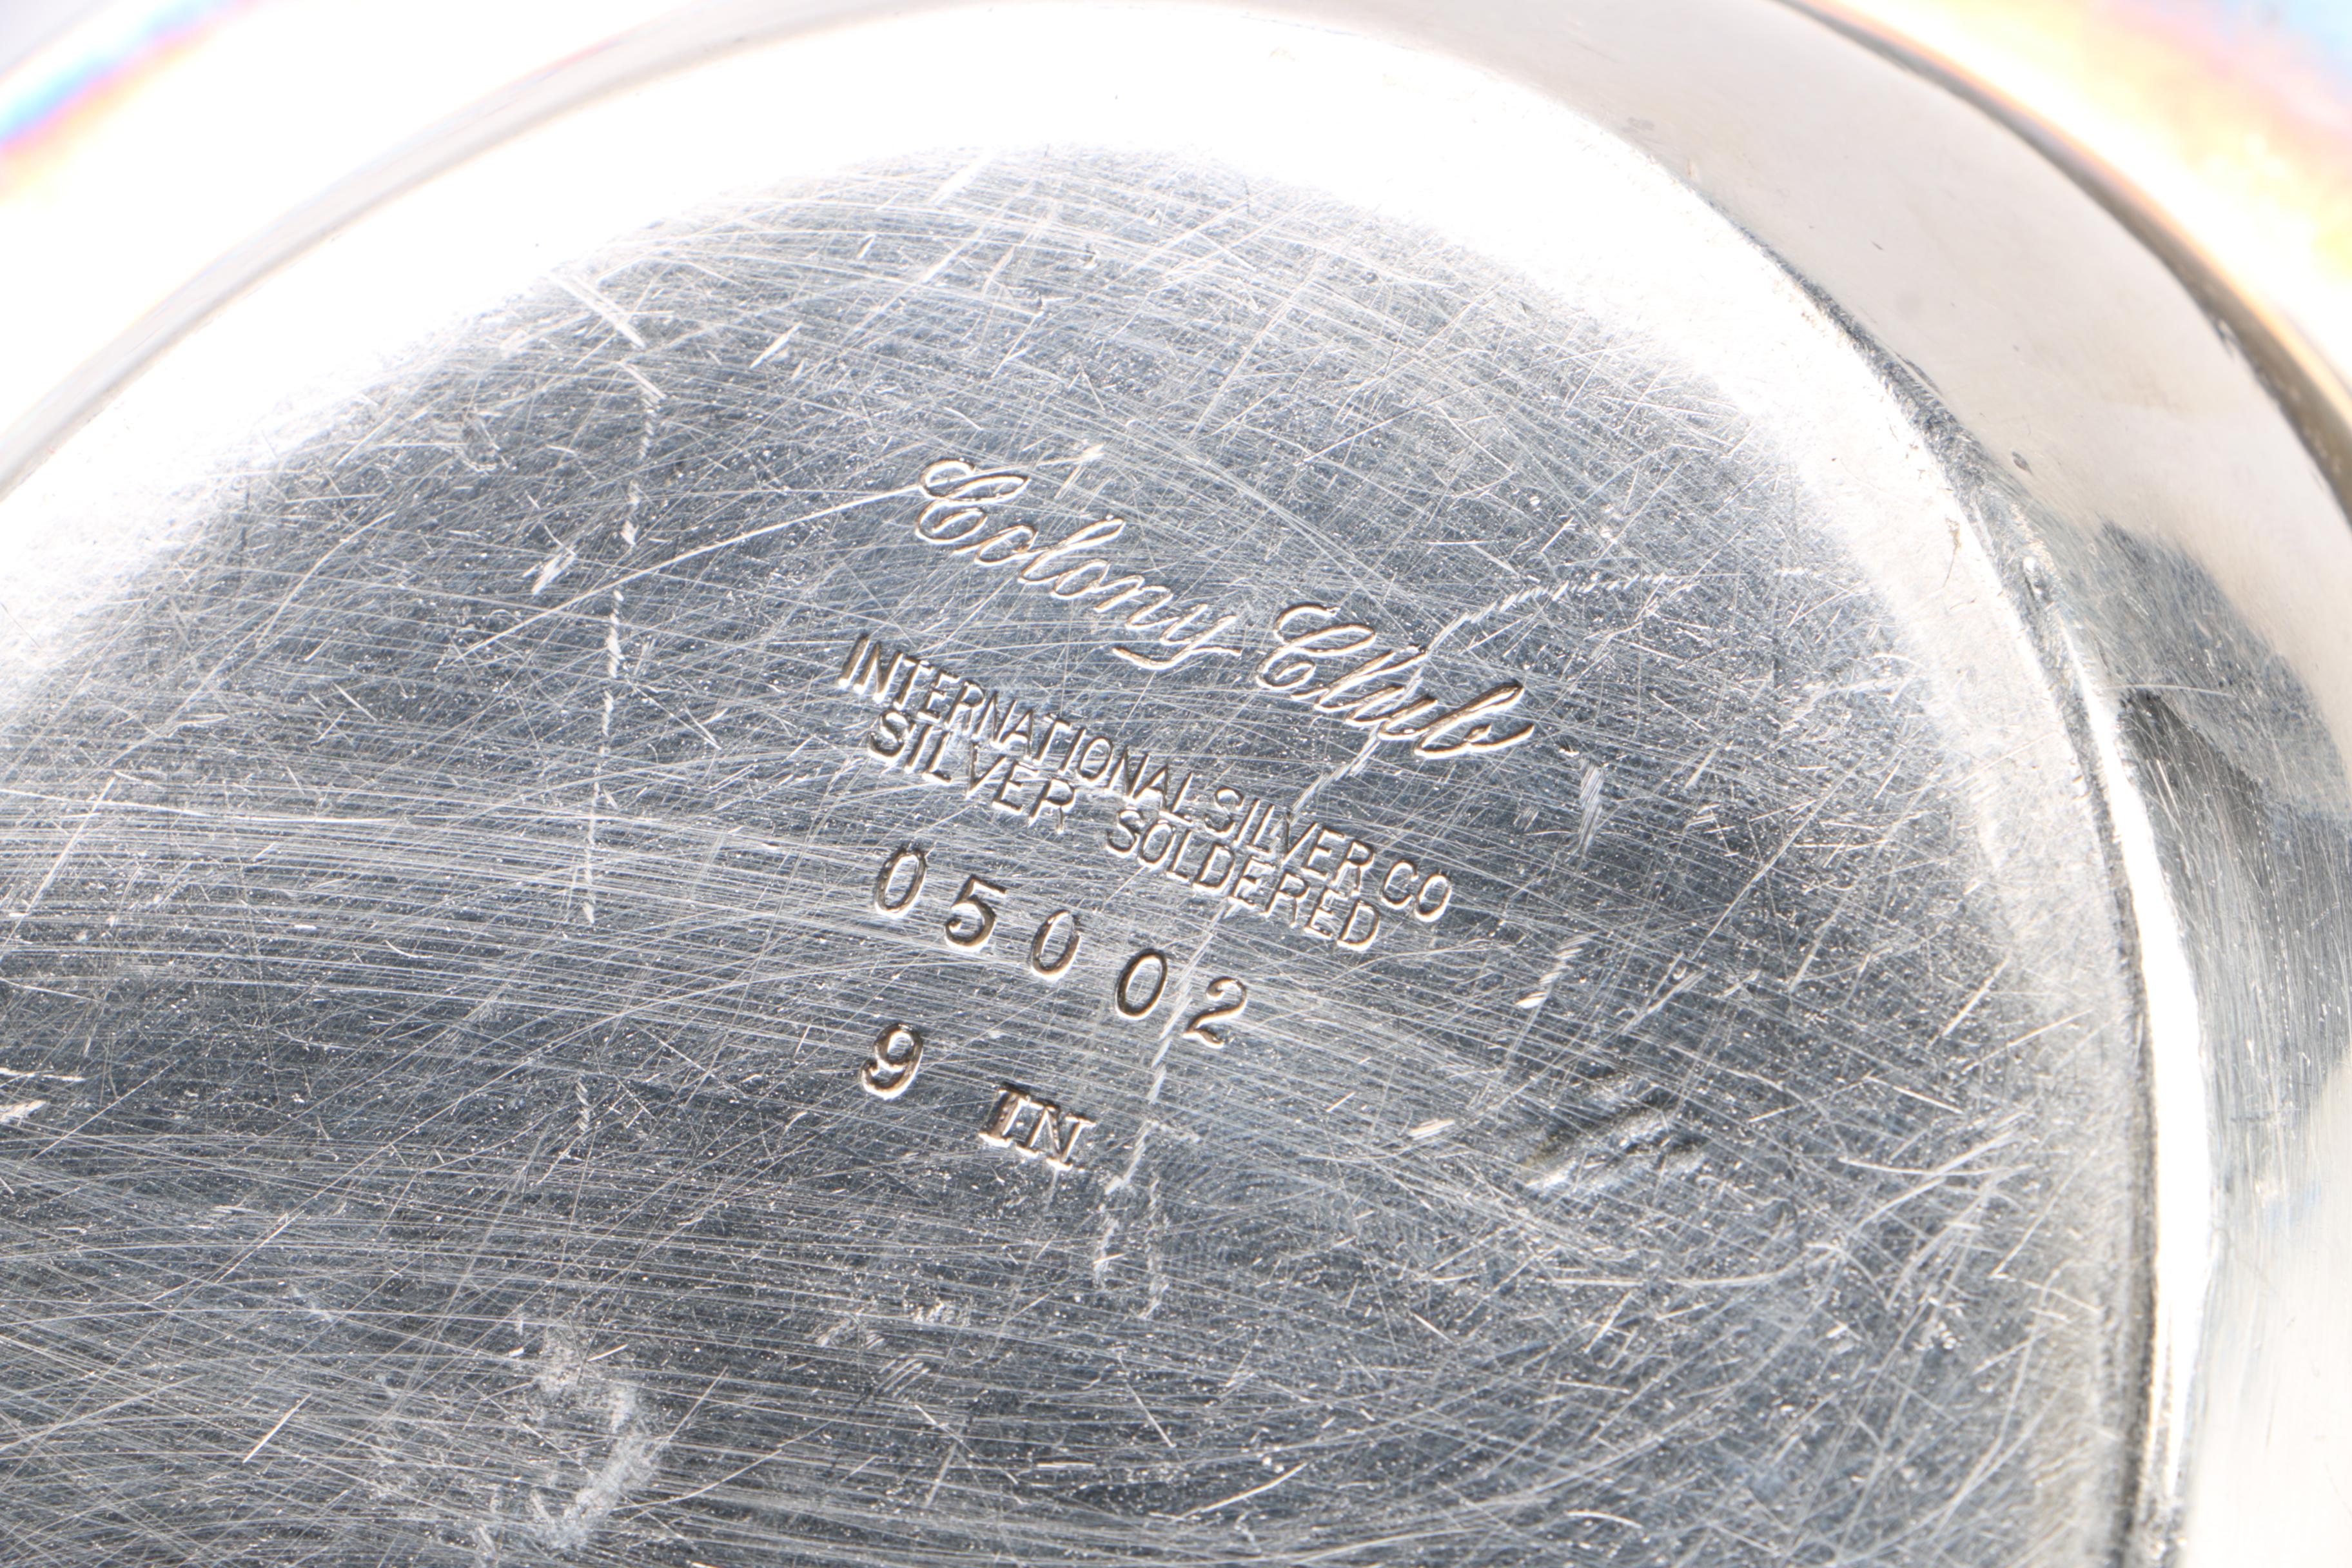 Colony Club
INTERNATIONAL SILVER CO
SILVER SOLDERED
05002
9 IN